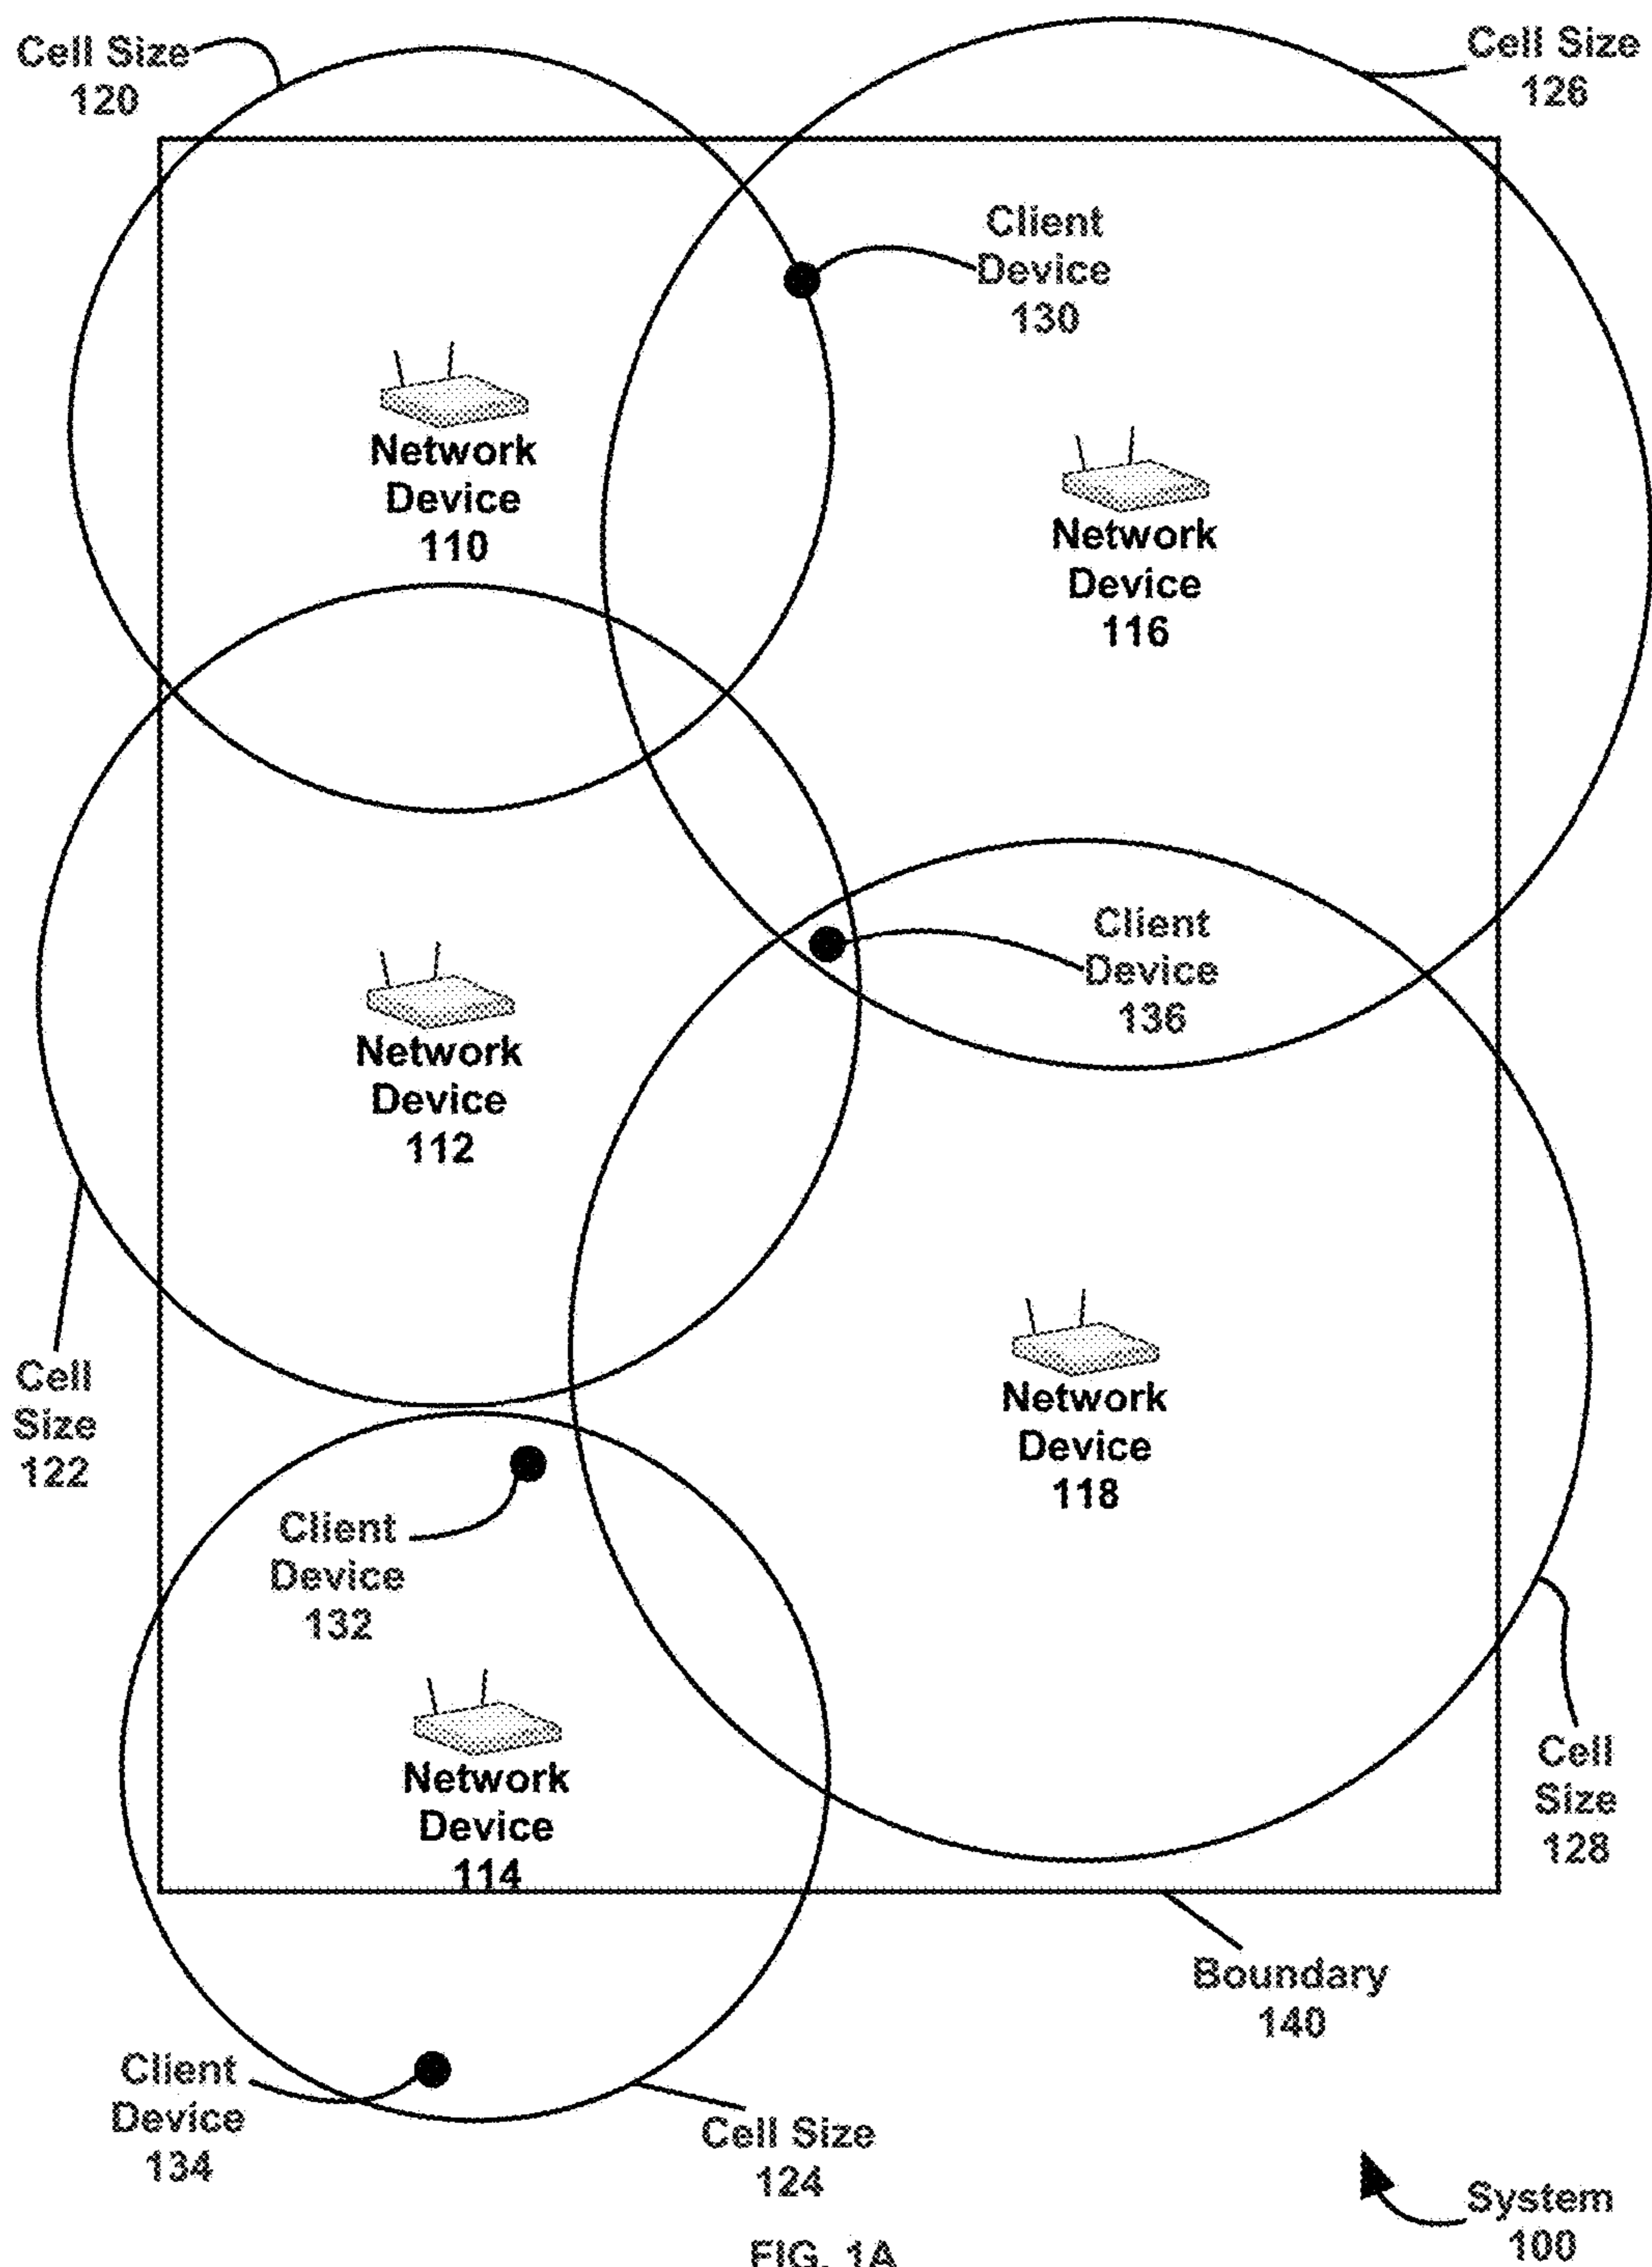 Cell Size
120
Cell Size
126
Client
Device
130
Network
Device
110
Network
Device
116
Client
Device
136
Network
Device
112
Cell
Size
122
Network
Device
118
Client
Device
132
Network
Device
114
Cell
Size
128
Boundary
140
Client
Device
134
Cell Size
124
System
100
FIG. 1A